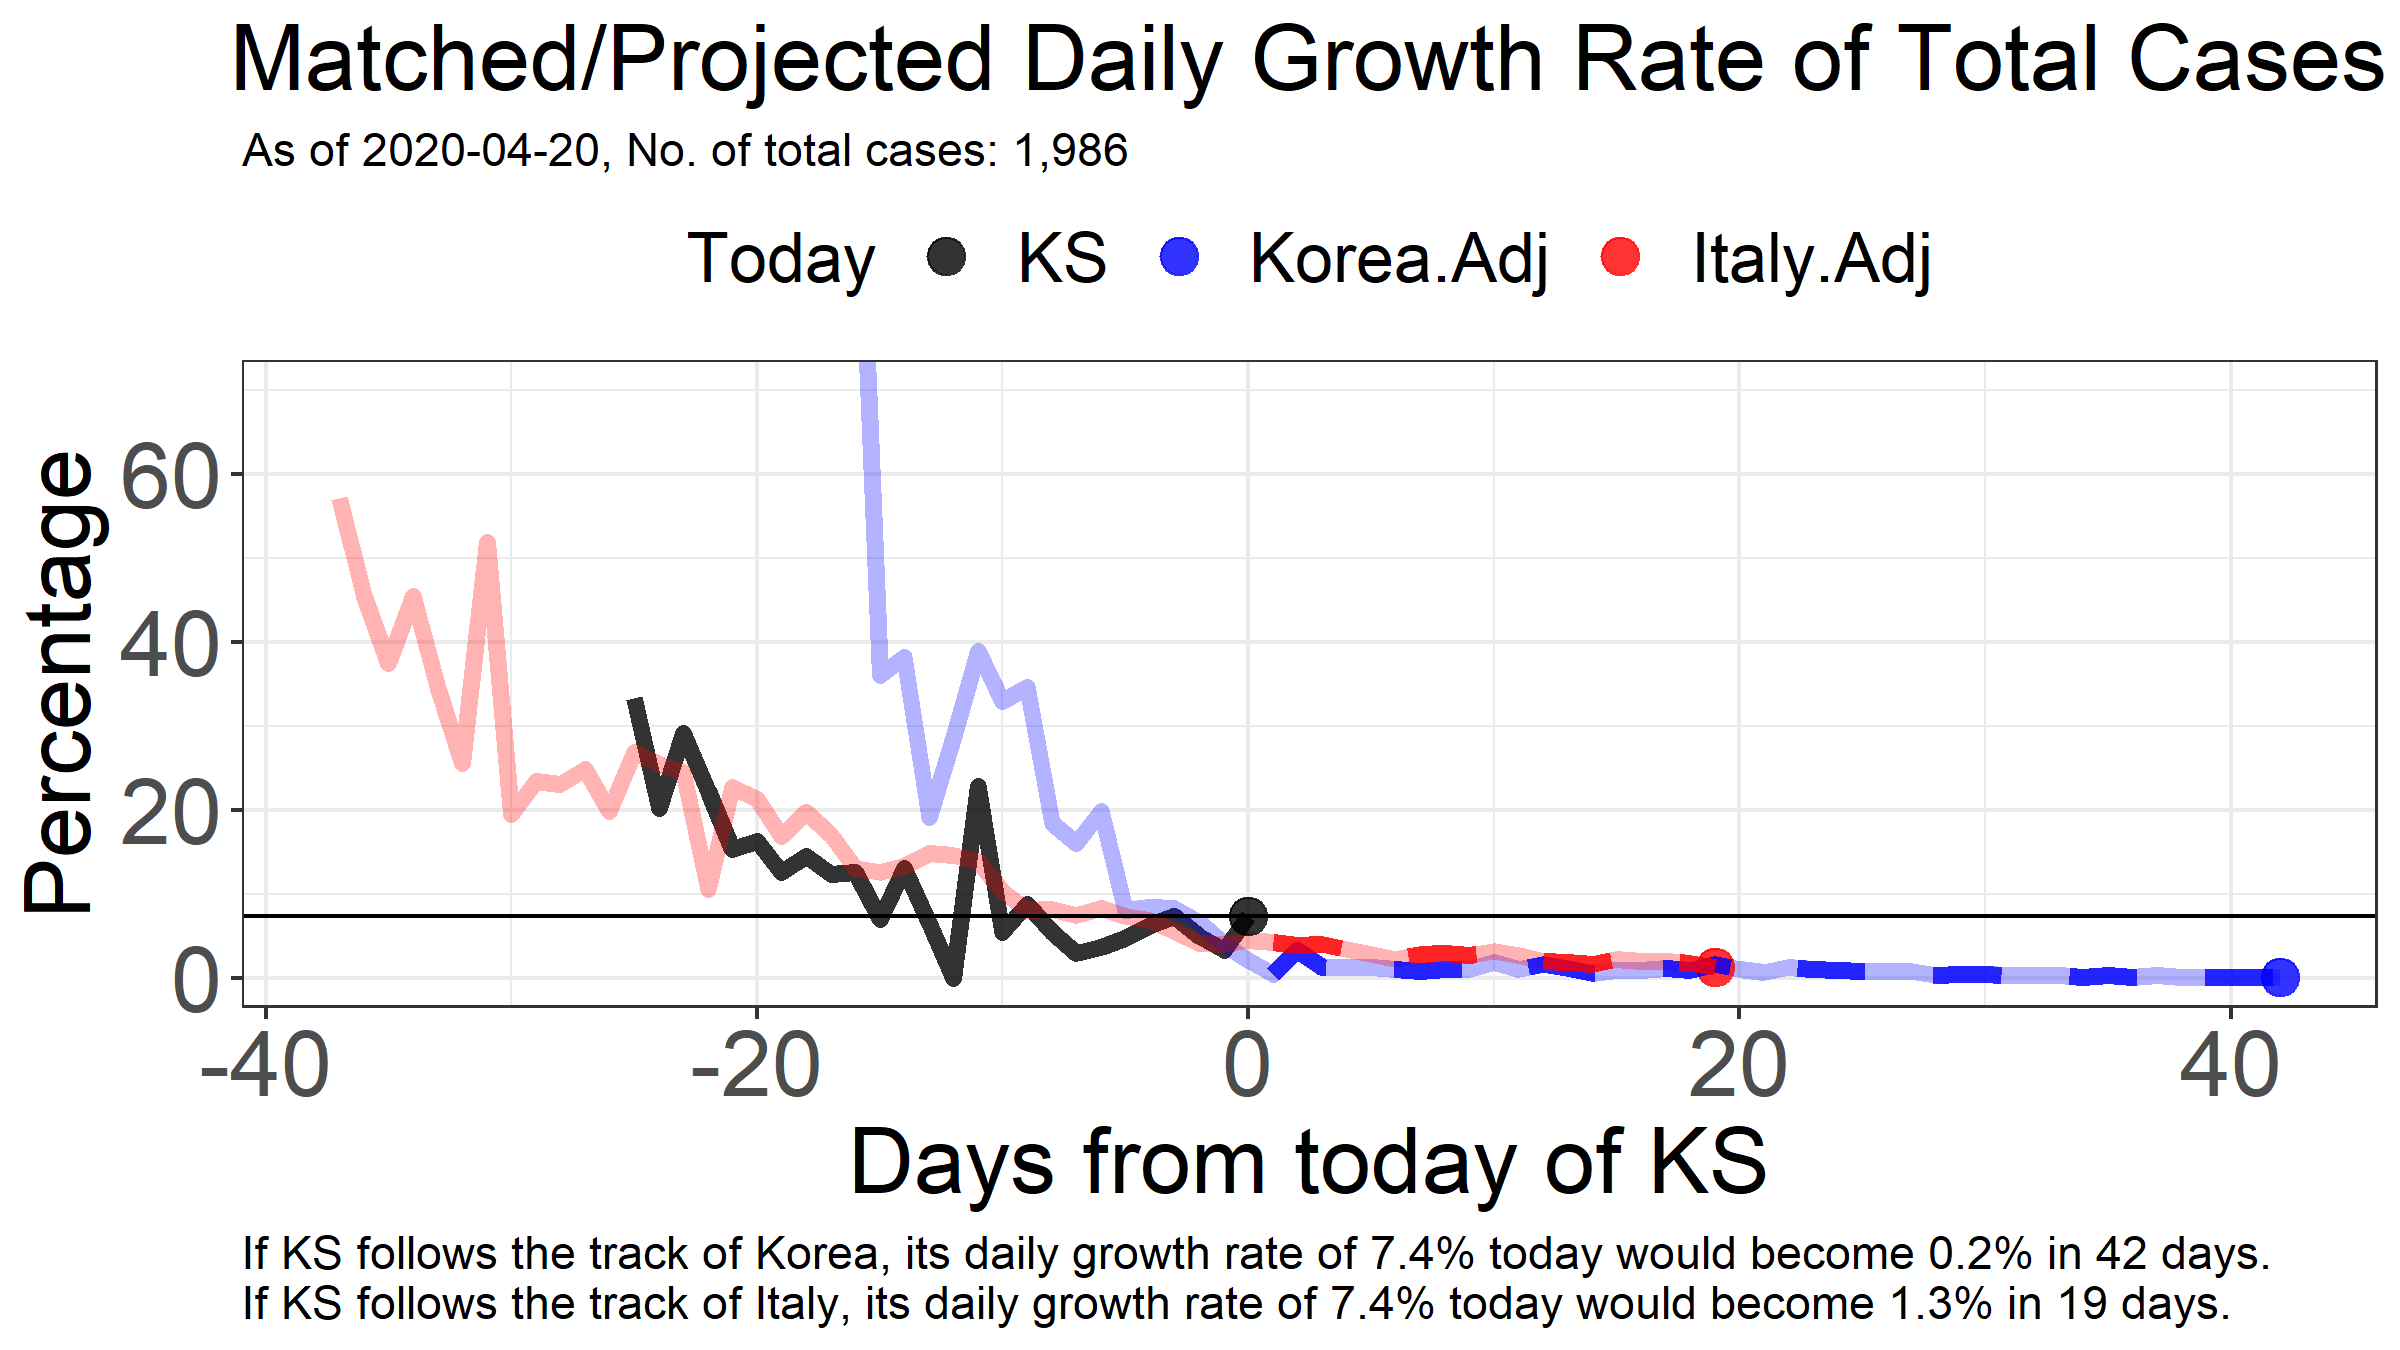 Matched/Projected Daily Growth Rate of Total Cases
As of 2020-04-20, No. of total cases: 1,986
Today KS Korea.Adj Italy.Adj
Percentage
60
40
20
0
-40 -20 0 20 40
Days from today of KS
If KS follows the track of Korea, its daily growth rate of 7.4% today would become 0.2% in 42 days.
If KS follows the track of Italy, its daily growth rate of 7.4% today would become 1.3% in 19 days.